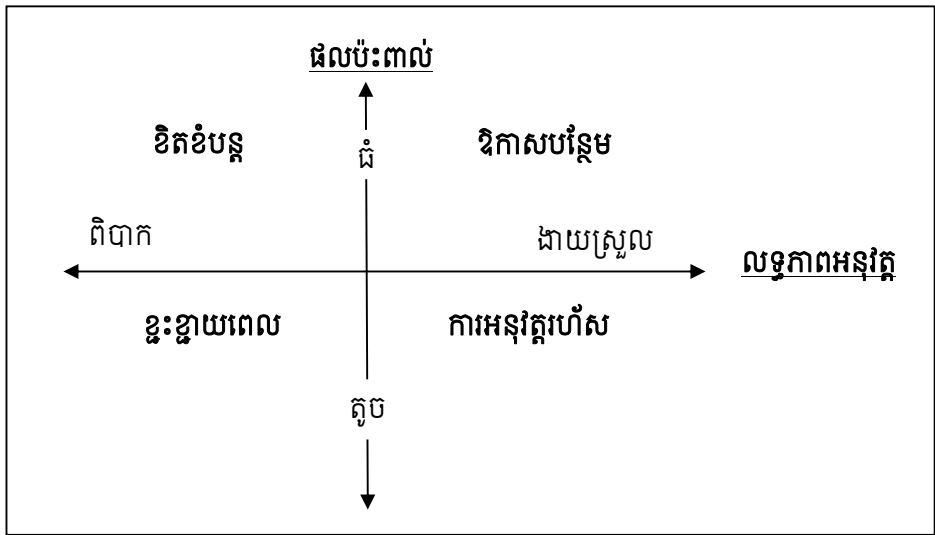 ផលប៉ះពាល់
ខិតខំបន្ត
ធំ
ឱកាសបន្ថែម
ពិបាក
ងាយស្រួល
លទ្ធភាពអនុវត្ត
ខ្ជះខ្ជាយពេល
ការអនុវត្តរហ័ស
តូច